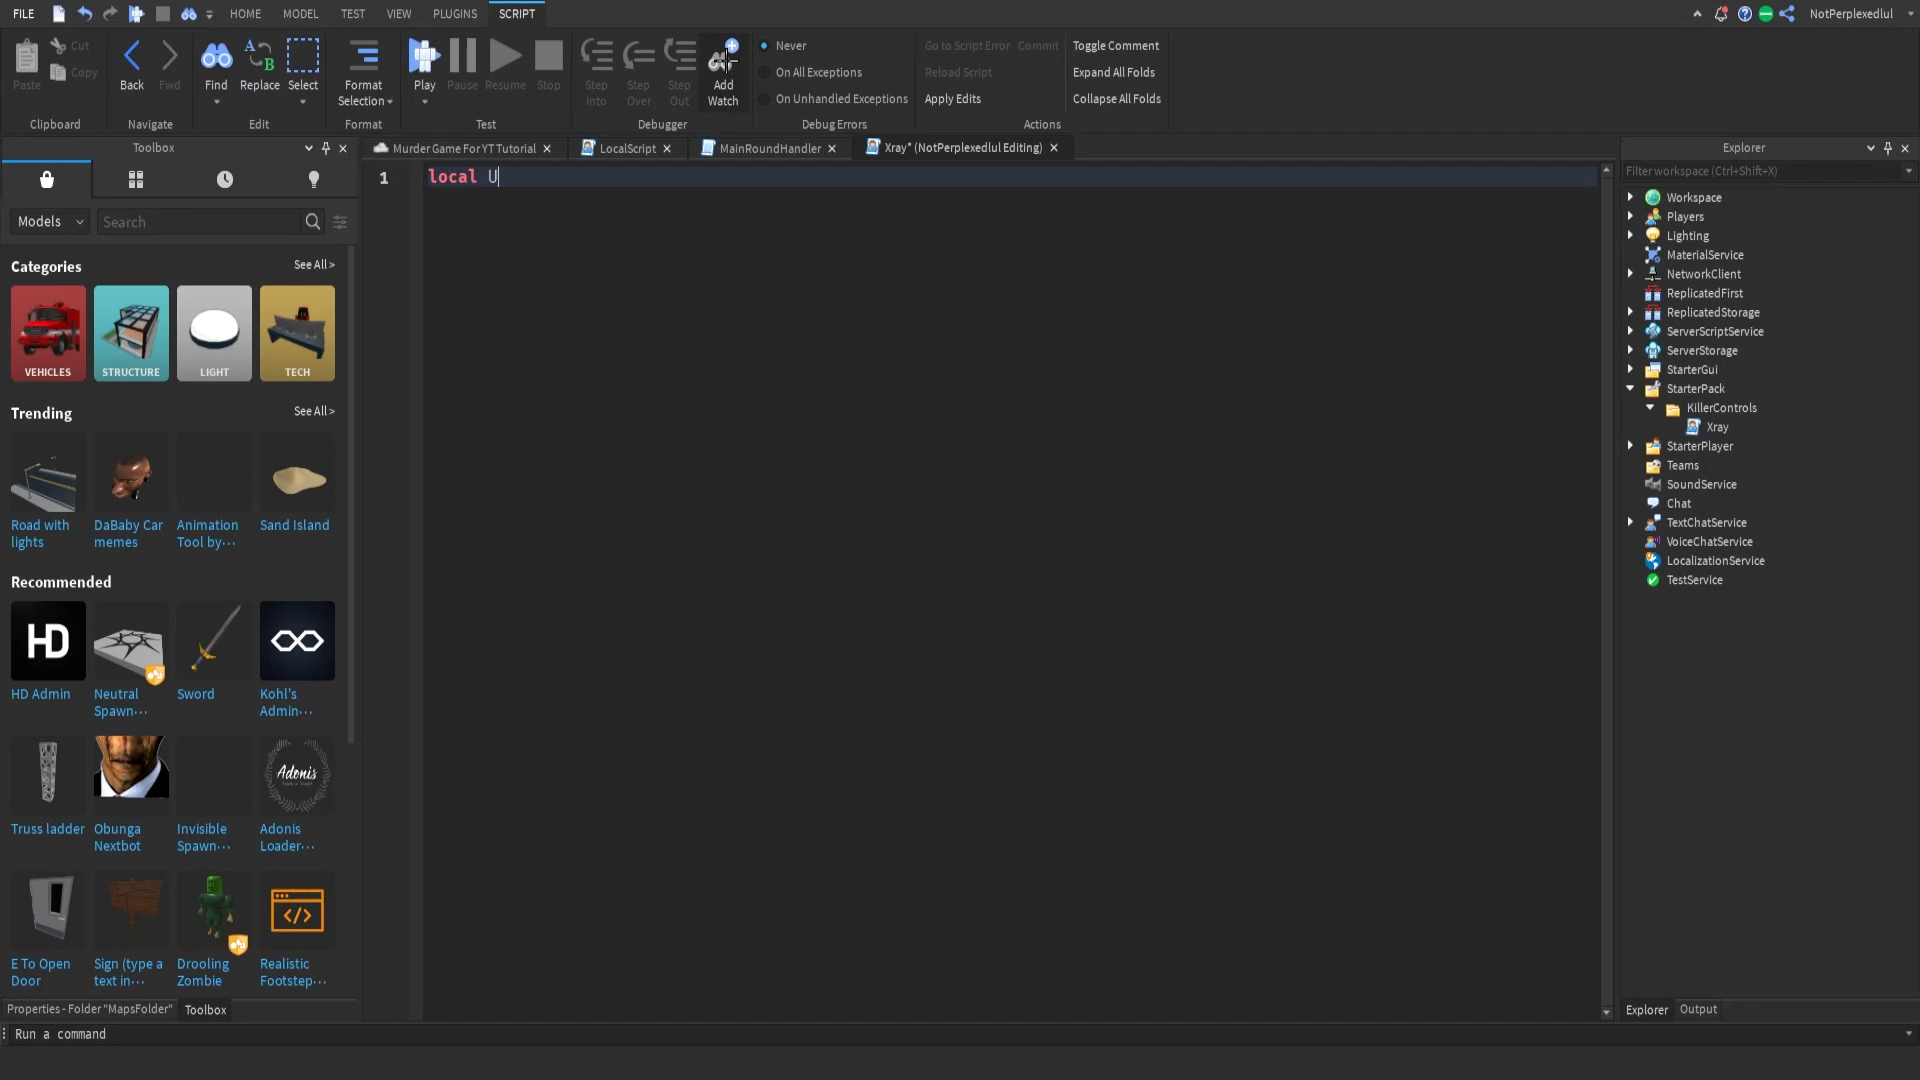 FILE HOME MODEL TEST VIEW PLUGINS SCRIPT NotPerplexedlul
Paste Cut Copy
Clipboard
Back Fwd
Navigate
Find Replace Select
Edit
Format Selection
Format
Play Pause Resume Stop
Test
Step Into Step Over Step Out Add Watch
Debugger
Never
On All Exceptions
On Unhandled Exceptions
Debug Errors
Go to Script Error Commit Toggle Comment
Reload Script Expand All Folds
Apply Edits Collapse All Folds
Actions
Toolbox
Models Search
Categories See All >
VEHICLES STRUCTURE LIGHT TECH
Trending See All >
Road with lights
DaBaby Car memes
Animation Tool by...
Sand Island
Recommended
HD
HD Admin
Neutral Spawn...
Sword
Kohl's Admin...
Adonis
Truss ladder
Obunga Nextbot
Invisible Spawn...
Adonis Loader...
</>
E To Open Door
Sign (type a text in...
Drooling Zombie
Realistic Footstep...
Properties - Folder "MapsFolder" Toolbox
Run a command
Murder Game For YT Tutorial LocalScript MainRoundHandler Xray* (NotPerplexedlul Editing)
1 local U
Explorer
Filter workspace (Ctrl+Shift+X)
Workspace
Players
Lighting
MaterialService
NetworkClient
ReplicatedFirst
ReplicatedStorage
ServerScriptService
ServerStorage
StarterGui
StarterPack
KillerControls
Xray
StarterPlayer
Teams
SoundService
Chat
TextChatService
VoiceChatService
LocalizationService
TestService
Explorer Output